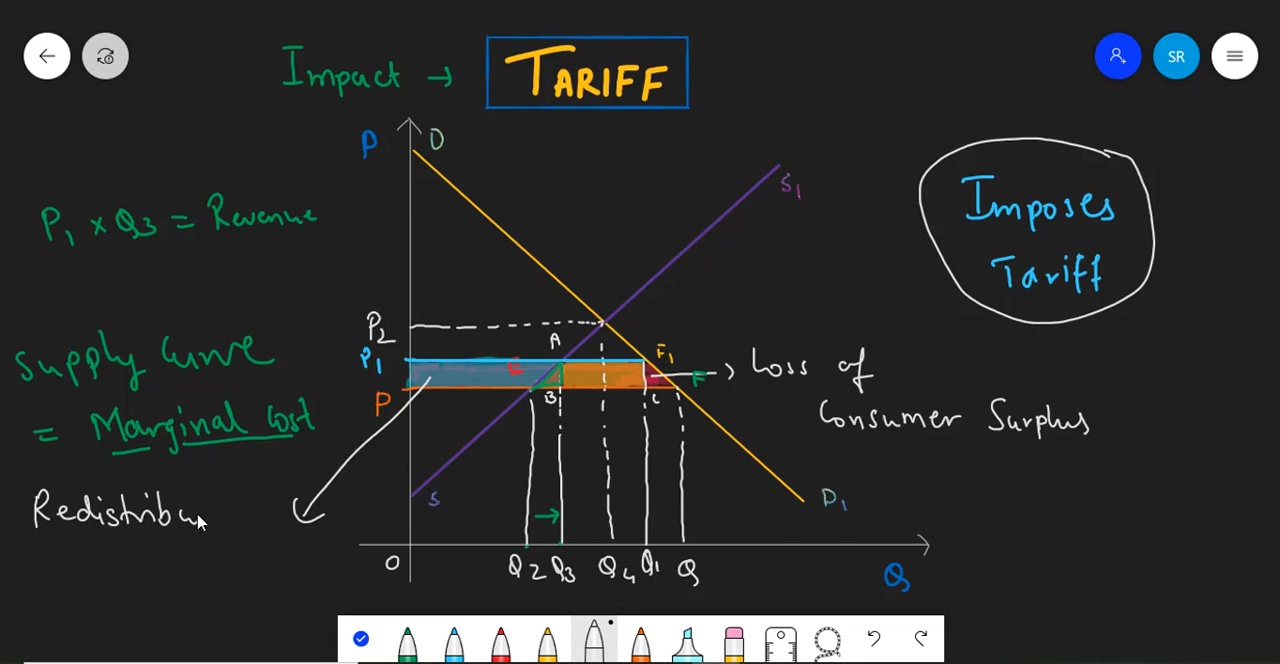 Impact → TARIFF
SR
P
D
S1
P1 × Q3 = Revenue
Imposes
Tariff
P2
A
P1
E
F1
F
→ Loss of
Consumer Surplus
Supply Curve
= Marginal Cost
P
B
C
S
D1
Redistribu
O
Q2 Q3 Q4 Q1 Q
Q